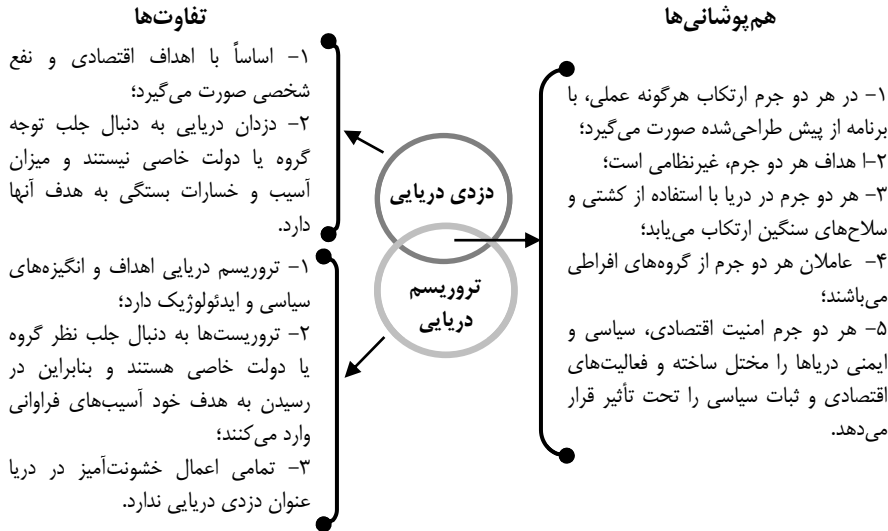 هم‌پوشانی‌ها
۱- در هر دو جرم ارتکاب هرگونه عملی، با
برنامه از پیش طراحی‌شده صورت می‌گیرد؛
۲-ا هداف هر دو جرم، غیرنظامی است؛
۳- هر دو جرم در دریا با استفاده از کشتی و
سلاح‌های سنگین ارتکاب می‌یابد؛
۴- عاملان هر دو جرم از گروه‌های افراطی
می‌باشند؛
۵- هر دو جرم امنیت اقتصادی، سیاسی و
ایمنی دریاها را مختل ساخته و فعالیت‌های
اقتصادی و ثبات سیاسی را تحت تأثیر قرار
می‌دهد.
دزدی دریایی
تروریسم
دریایی
تفاوت‌ها
۱- اساساً با اهداف اقتصادی و نفع
شخصی صورت می‌گیرد؛
۲- دزدان دریایی به دنبال جلب توجه
گروه یا دولت خاصی نیستند و میزان
آسیب و خسارات بستگی به هدف آنها
دارد.
۱- تروریسم دریایی اهداف و انگیزه‌های
سیاسی و ایدئولوژیک دارد؛
۲- تروریست‌ها به دنبال جلب نظر گروه
یا دولت خاصی هستند و بنابراین در
رسیدن به هدف خود آسیب‌های فراوانی
وارد می‌کنند؛
۳- تمامی اعمال خشونت‌آمیز در دریا
عنوان دزدی دریایی ندارد.